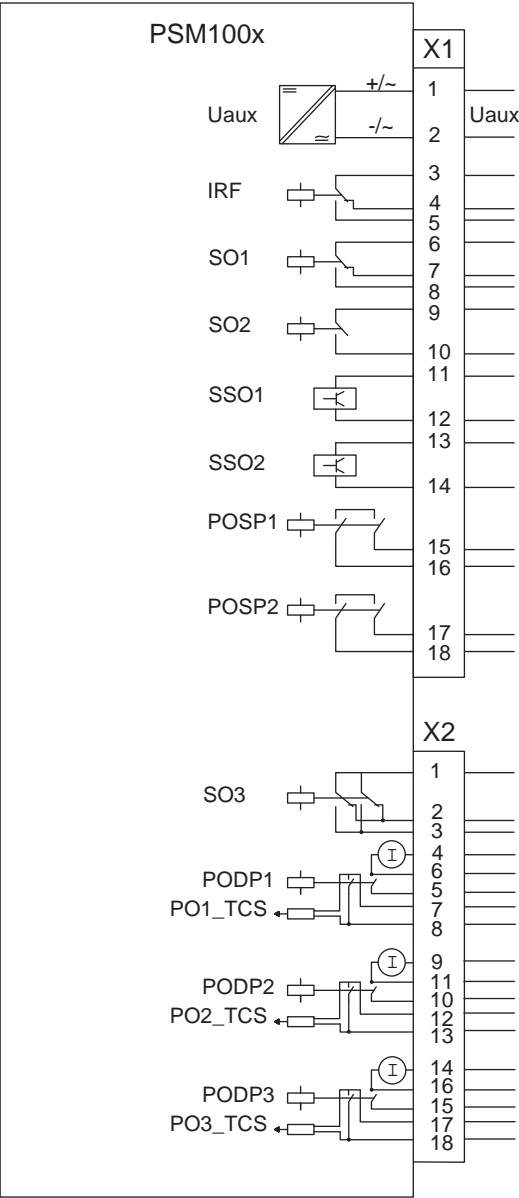 PSM100x
X1
+/~ 1
Uaux Uaux
-/~ 2
3
IRF
4
5
6
SO1
7
8
9
SO2
10
11
SSO1
12
13
SSO2
14
POSP1
15
16
POSP2
17
18
X2
1
SO3
2
3
I 4
6
PODP1 5
PO1_TCS 7
8
I 9
11
PODP2 10
PO2_TCS 12
13
I 14
16
PODP3 15
PO3_TCS 17
18